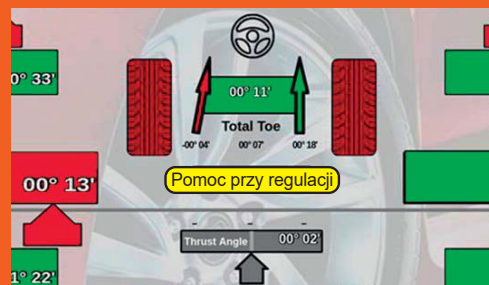 0° 33'
00° 11'
Total Toe
-00° 04' 00° 07' 00° 18'
00° 13'
Pomoc przy regulacji
Thrust Angle 00° 02'
1° 22'